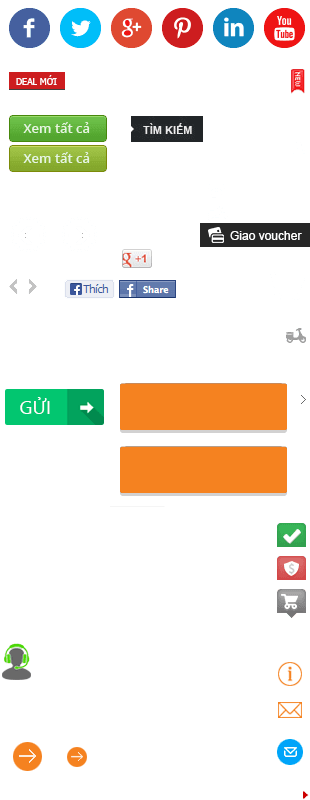 f g+ in You Tube
DEAL MỚI NEW
Xem tất cả TÌM KIẾM
Xem tất cả
: : Giao voucher
g +1
f Thích f Share
GỬI
$
i